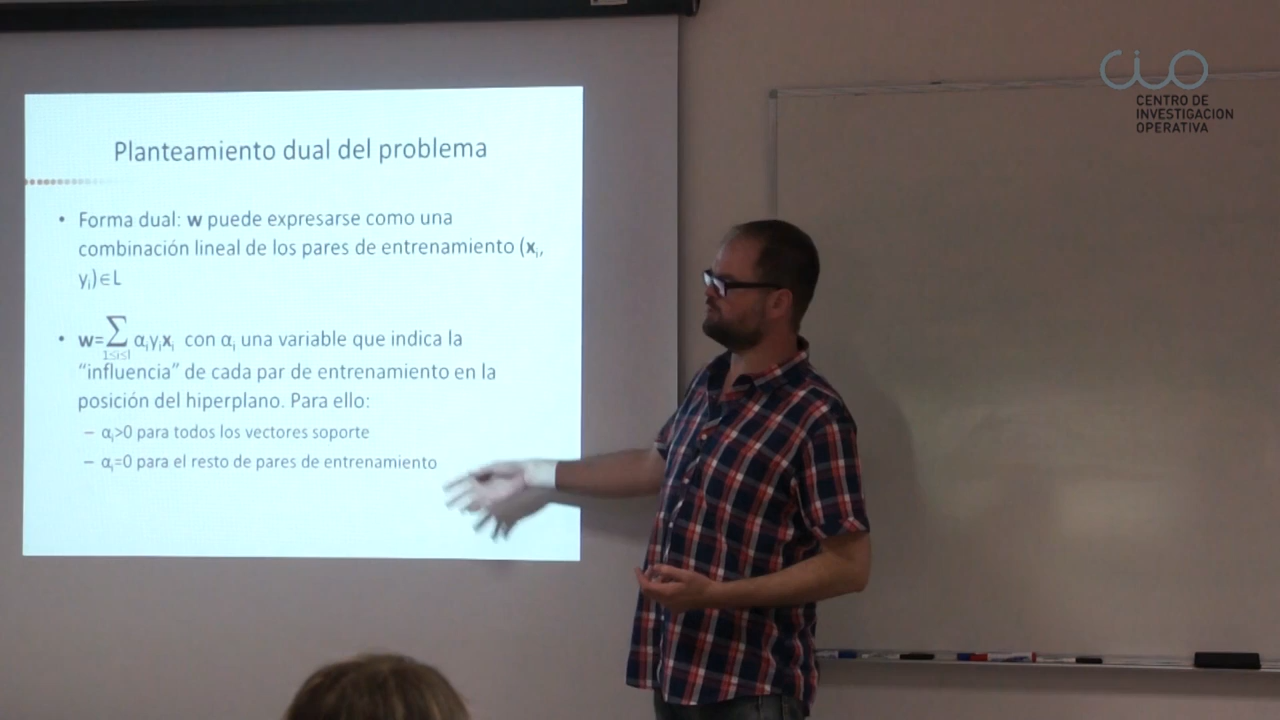 Planteamiento dual del problema
• Forma dual: w puede expresarse como una
combinación lineal de los pares de entrenamiento (xᵢ,
yᵢ)∈L
• w=∑ αᵢyᵢxᵢ con αᵢ una variable que indica la
1≤i≤l
“influencia” de cada par de entrenamiento en la
posición del hiperplano. Para ello:
– αᵢ>0 para todos los vectores soporte
– αᵢ=0 para el resto de pares de entrenamiento
cio
CENTRO DE
INVESTIGACION
OPERATIVA